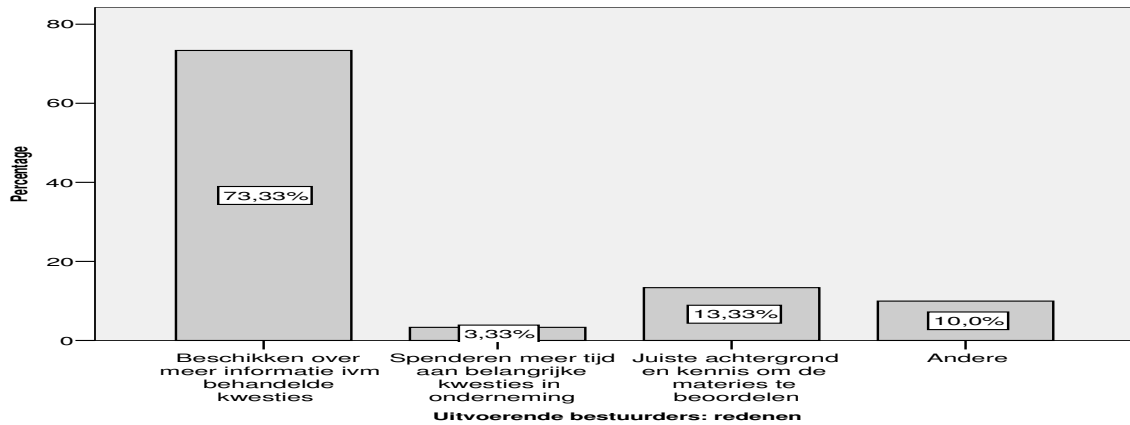 80
60
40
20
0
Percentage
73,33%
3,33%
13,33%
10,0%
Beschikken over
meer informatie ivm
behandelde
kwesties
Spenderen meer tijd
aan belangrijke
kwesties in
onderneming
Juiste achtergrond
en kennis om de
materies te
beoordelen
Andere
Uitvoerende bestuurders: redenen